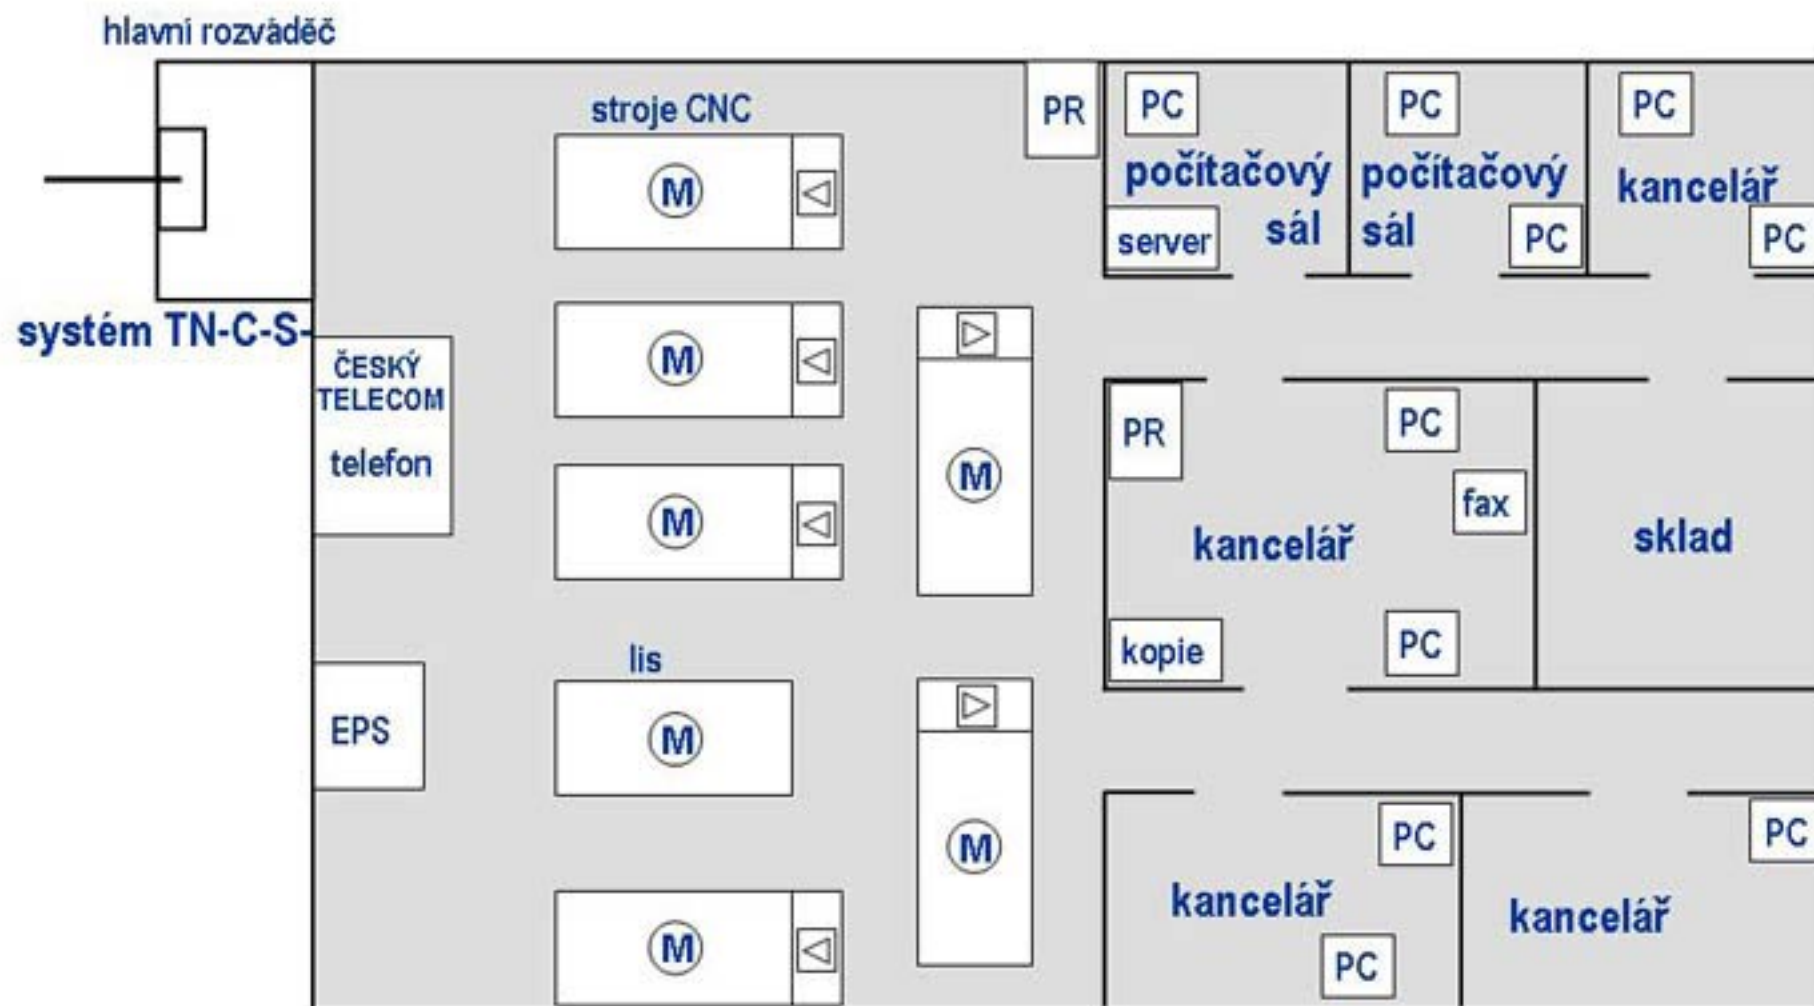 hlavní rozváděč
stroje CNC
M
PR
PC
počítačový
sál
server
PC
počítačový
sál
PC
PC
kancelář
PC
systém TN-C-S-
ČESKÝ
TELECOM
telefon
M
M
M
PR
PC
fax
kancelář
kopie
PC
sklad
EPS
lis
M
M
M
PC
kancelář
PC
PC
kancelář